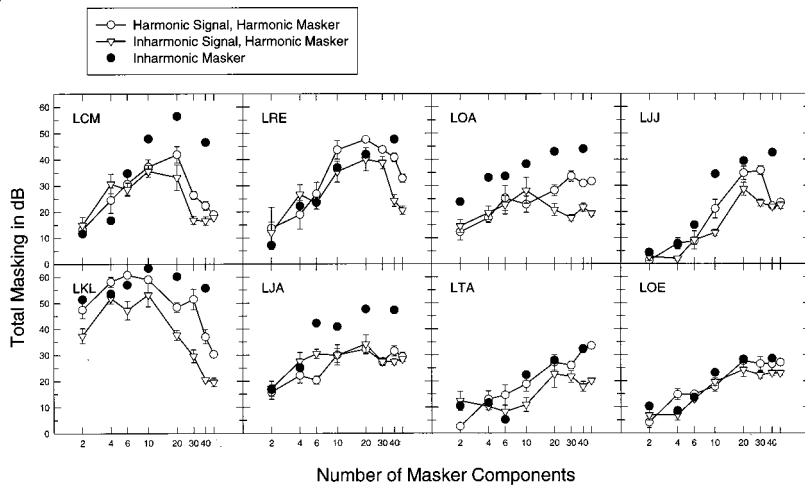 Harmonic Signal, Harmonic Masker
Inharmonic Signal, Harmonic Masker
Inharmonic Masker
Total Masking in dB
60
50
40
30
20
10
0
LCM
LRE
LOA
LJJ
60
50
40
30
20
10
0
LKL
LJA
LTA
LOE
2 4 6 10 20 30 40
2 4 6 10 20 30 40
2 4 6 10 20 30 40
2 4 6 10 20 30 40
Number of Masker Components